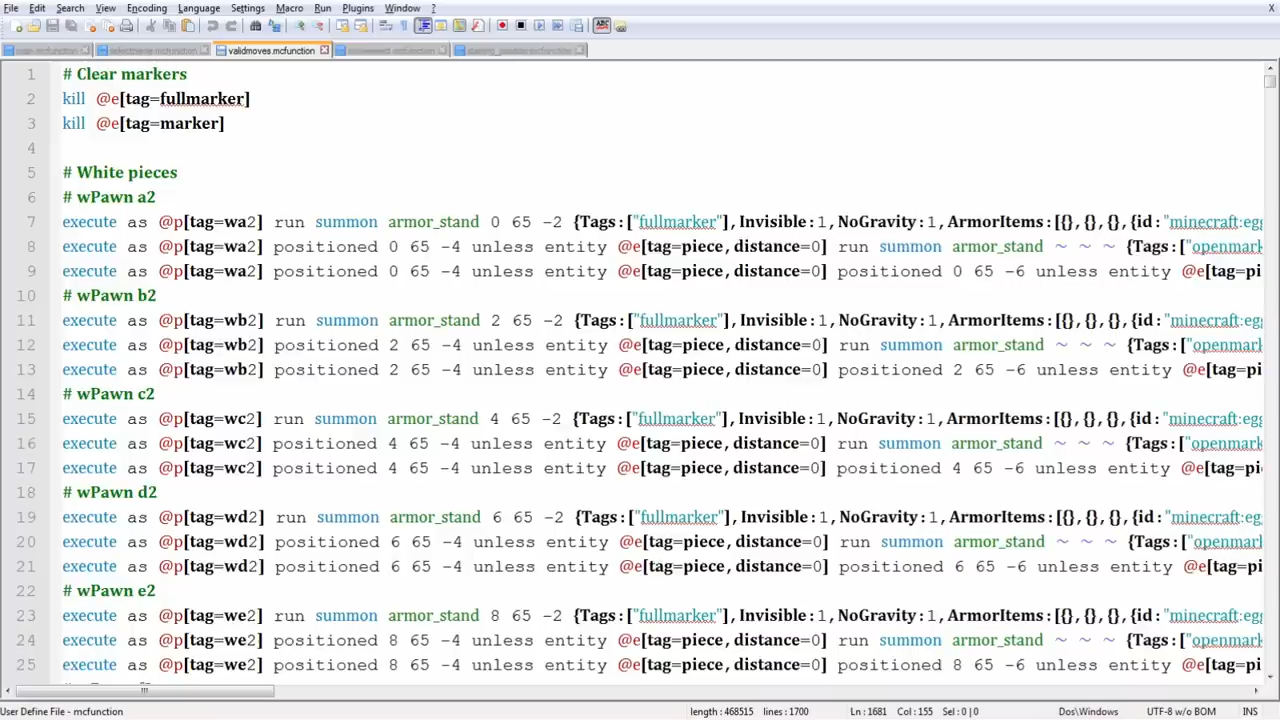 File Edit Search View Encoding Language Settings Macro Run Plugins Window ? X
main.mcfunction selectpiece.mcfunction validmoves.mcfunction starting_position.mcfunction
1 # Clear markers
2 kill @e[tag=fullmarker]
3 kill @e[tag=marker]
4
5 # White pieces
6 # wPawn a2
7 execute as @p[tag=wa2] run summon armor_stand 0 65 -2 {Tags:["fullmarker"],Invisible:1,NoGravity:1,ArmorItems:[{},{},{},{id:"minecraft:egg
8 execute as @p[tag=wa2] positioned 0 65 -4 unless entity @e[tag=piece,distance=0] run summon armor_stand ~ ~ ~ {Tags:["openmark
9 execute as @p[tag=wa2] positioned 0 65 -4 unless entity @e[tag=piece,distance=0] positioned 0 65 -6 unless entity @e[tag=pi
10 # wPawn b2
11 execute as @p[tag=wb2] run summon armor_stand 2 65 -2 {Tags:["fullmarker"],Invisible:1,NoGravity:1,ArmorItems:[{},{},{},{id:"minecraft:egg
12 execute as @p[tag=wb2] positioned 2 65 -4 unless entity @e[tag=piece,distance=0] run summon armor_stand ~ ~ ~ {Tags:["openmark
13 execute as @p[tag=wb2] positioned 2 65 -4 unless entity @e[tag=piece,distance=0] positioned 2 65 -6 unless entity @e[tag=pi
14 # wPawn c2
15 execute as @p[tag=wc2] run summon armor_stand 4 65 -2 {Tags:["fullmarker"],Invisible:1,NoGravity:1,ArmorItems:[{},{},{},{id:"minecraft:egg
16 execute as @p[tag=wc2] positioned 4 65 -4 unless entity @e[tag=piece,distance=0] run summon armor_stand ~ ~ ~ {Tags:["openmark
17 execute as @p[tag=wc2] positioned 4 65 -4 unless entity @e[tag=piece,distance=0] positioned 4 65 -6 unless entity @e[tag=pi
18 # wPawn d2
19 execute as @p[tag=wd2] run summon armor_stand 6 65 -2 {Tags:["fullmarker"],Invisible:1,NoGravity:1,ArmorItems:[{},{},{},{id:"minecraft:egg
20 execute as @p[tag=wd2] positioned 6 65 -4 unless entity @e[tag=piece,distance=0] run summon armor_stand ~ ~ ~ {Tags:["openmark
21 execute as @p[tag=wd2] positioned 6 65 -4 unless entity @e[tag=piece,distance=0] positioned 6 65 -6 unless entity @e[tag=pi
22 # wPawn e2
23 execute as @p[tag=we2] run summon armor_stand 8 65 -2 {Tags:["fullmarker"],Invisible:1,NoGravity:1,ArmorItems:[{},{},{},{id:"minecraft:egg
24 execute as @p[tag=we2] positioned 8 65 -4 unless entity @e[tag=piece,distance=0] run summon armor_stand ~ ~ ~ {Tags:["openmark
25 execute as @p[tag=we2] positioned 8 65 -4 unless entity @e[tag=piece,distance=0] positioned 8 65 -6 unless entity @e[tag=pi
User Define File - mcfunction length : 468515 lines : 1700 Ln : 1681 Col : 155 Sel : 0 | 0 Dos\Windows UTF-8 w/o BOM INS